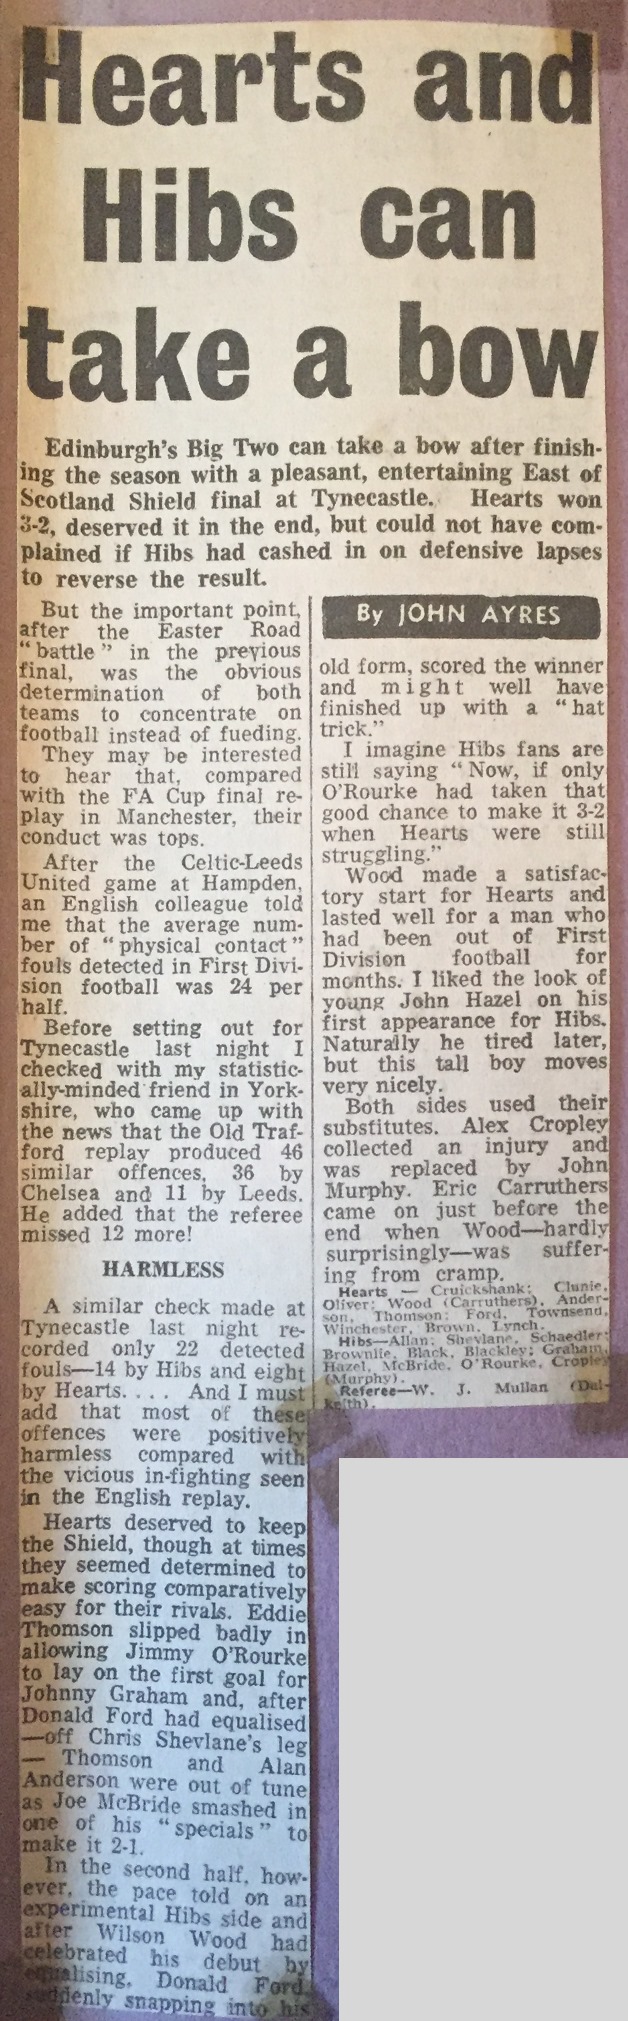 Hearts and
Hibs can
take a bow
Edinburgh's Big Two can take a bow after finish-
ing the season with a pleasant, entertaining East of
Scotland Shield final at Tynecastle. Hearts won
3-2, deserved it in the end, but could not have com-
plained if Hibs had cashed in on defensive lapses
to reverse the result.
But the important point,
after the Easter Road
"battle" in the previous
final, was the obvious
determination of both
teams to concentrate on
football instead of fueding.
They may be interested
to hear that, compared
with the FA Cup final re-
play in Manchester, their
conduct was tops.
After the Celtic-Leeds
United game at Hampden,
an English colleague told
me that the average num-
ber of "physical contact"
fouls detected in First Divi-
sion football was 24 per
half.
Before setting out for
Tynecastle last night I
checked with my statistic-
ally-minded friend in York-
shire, who came up with
the news that the Old Traf-
ford replay produced 46
similar offences, 36 by
Chelsea and 11 by Leeds.
He added that the referee
missed 12 more!
HARMLESS
A similar check made at
Tynecastle last night re-
corded only 22 detected
fouls—14 by Hibs and eight
by Hearts. . . . And I must
add that most of these
offences were positively
harmless compared with
the vicious in-fighting seen
in the English replay.
Hearts deserved to keep
the Shield, though at times
they seemed determined to
make scoring comparatively
easy for their rivals. Eddie
Thomson slipped badly in
allowing Jimmy O'Rourke
to lay on the first goal for
Johnny Graham and, after
Donald Ford had equalised
—off Chris Shevlane's leg
— Thomson and Alan
Anderson were out of tune
as Joe McBride smashed in
one of his "specials" to
make it 2-1.
In the second half, how-
ever, the pace told on an
experimental Hibs side and
after Wilson Wood had
celebrated his debut by
equalising, Donald Ford,
suddenly snapping into his
By JOHN AYRES
old form, scored the winner
and might well have
finished up with a "hat
trick."
I imagine Hibs fans are
still saying "Now, if only
O'Rourke had taken that
good chance to make it 3-2
when Hearts were still
struggling."
Wood made a satisfac-
tory start for Hearts and
lasted well for a man who
had been out of First
Division football for
months. I liked the look of
young John Hazel on his
first appearance for Hibs.
Naturally he tired later,
but this tall boy moves
very nicely.
Both sides used their
substitutes. Alex Cropley
collected an injury and
was replaced by John
Murphy. Eric Carruthers
came on just before the
end when Wood—hardly
surprisingly—was suffer-
ing from cramp.
Hearts — Cruickshank; Clunie,
Oliver; Wood (Carruthers), Ander-
son, Thomson; Ford, Townsend,
Winchester, Brown, Lynch.
Hibs—Allan; Shevlane, Schaedler;
Brownlie, Black, Blackley; Graham,
Hazel, McBride, O'Rourke, Cropley
(Murphy).
Referee—W. J. Mullan (Dal-
keith).